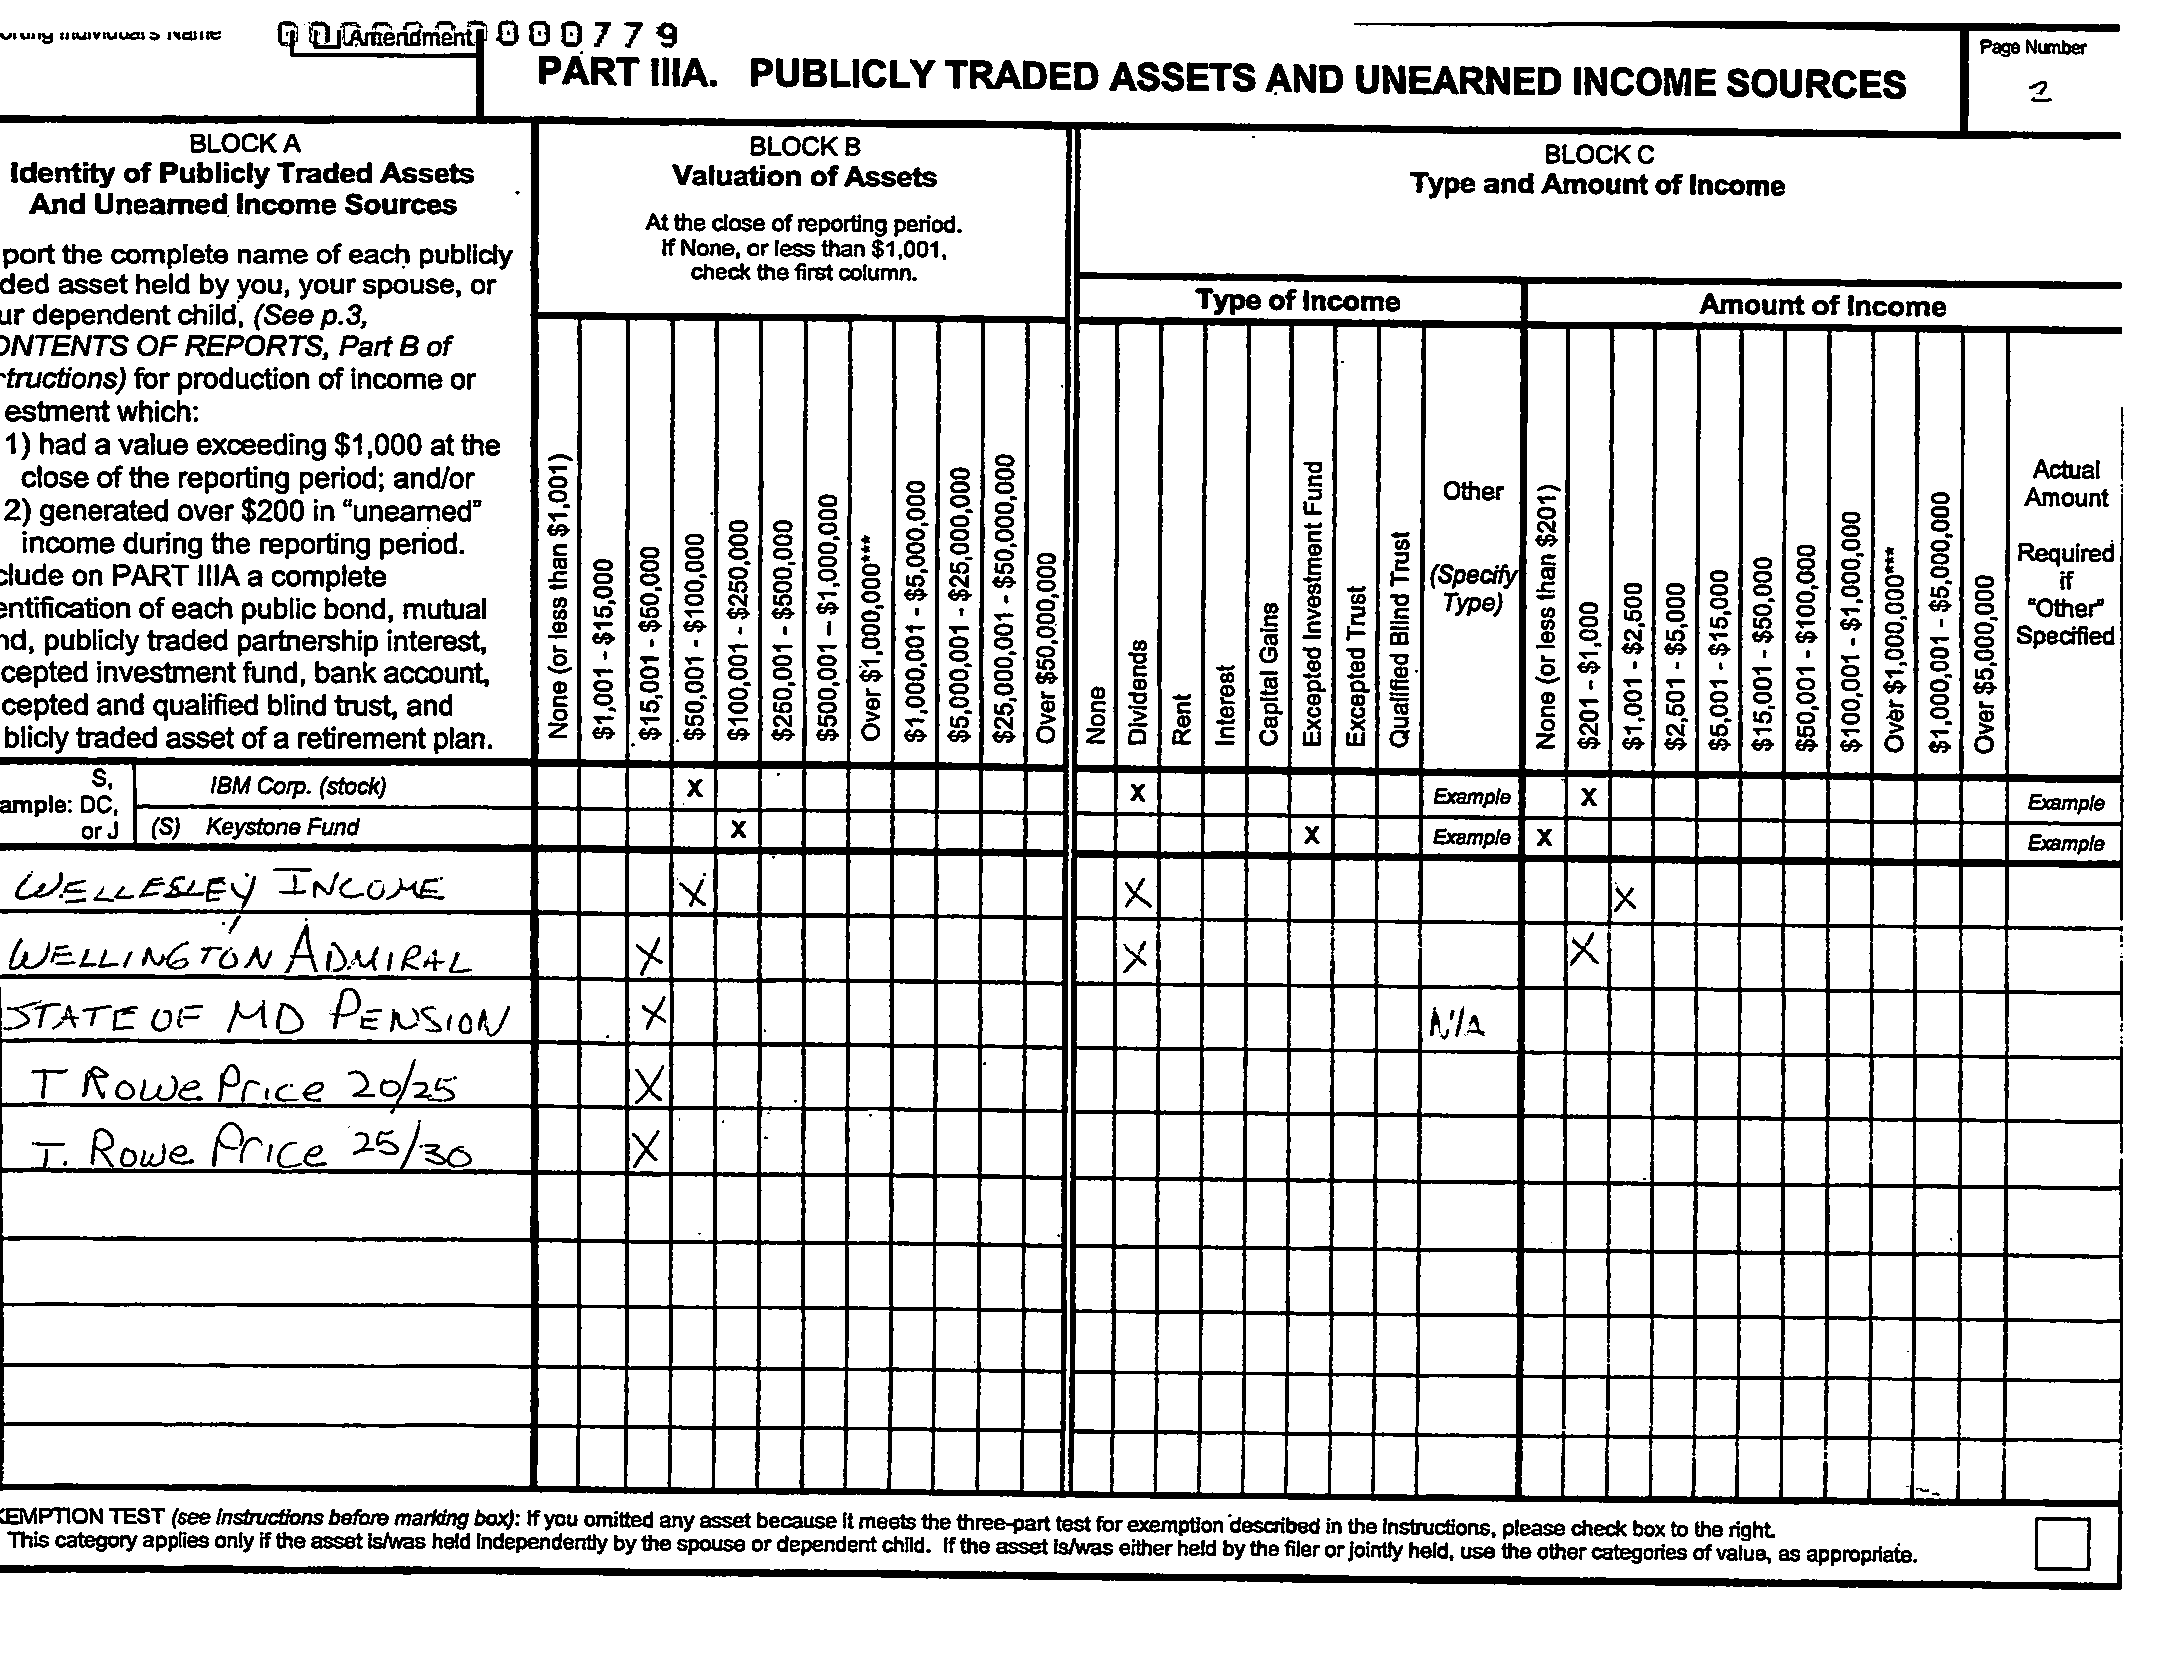 Amendment 000779
PART IIIA. PUBLICLY TRADED ASSETS AND UNEARNED INCOME SOURCES
Page Number
2
BLOCK A
Identity of Publicly Traded Assets
And Unearned Income Sources
port the complete name of each publicly
ded asset held by you, your spouse, or
ur dependent child, (See p.3,
ONTENTS OF REPORTS, Part B of
tructions) for production of income or
estment which:
1) had a value exceeding $1,000 at the
close of the reporting period; and/or
2) generated over $200 in “unearned”
income during the reporting period.
clude on PART IIIA a complete
entification of each public bond, mutual
nd, publicly traded partnership interest,
cepted investment fund, bank account,
cepted and qualified blind trust, and
blicly traded asset of a retirement plan.
BLOCK B
Valuation of Assets
At the close of reporting period.
If None, or less than $1,001,
check the first column.
None (or less than $1,001)
$1,001 - $15,000
$15,001 - $50,000
$50,001 - $100,000
$100,001 - $250,000
$250,001 - $500,000
$500,001 – $1,000,000
Over $1,000,000***
$1,000,001 - $5,000,000
$5,000,001 - $25,000,000
$25,000,001 - $50,000,000
Over $50,000,000
BLOCK C
Type and Amount of Income
Type of Income
None
Dividends
Rent
Interest
Capital Gains
Excepted Investment Fund
Excepted Trust
Qualified Blind Trust
Other
(Specify
Type)
Amount of Income
None (or less than $201)
$201 - $1,000
$1,001 - $2,500
$2,501 - $5,000
$5,001 - $15,000
$15,001 - $50,000
$50,001 - $100,000
$100,001 - $1,000,000
Over $1,000,000***
$1,000,001 - $5,000,000
Over $5,000,000
Actual
Amount
Required
if
"Other"
Specified
S, IBM Corp. (stock) X X Example X Example
ample: DC,
or J (S) Keystone Fund X X Example X Example
WELLESLEY INCOME X X X
WELLINGTON ADMIRAL X X X
STATE OF MD PENSION X N/A
T Rowe Price 20/25 X
T. Rowe Price 25/30 X
EMPTION TEST (see instructions before marking box): If you omitted any asset because it meets the three-part test for exemption described in the instructions, please check box to the right.
This category applies only if the asset is/was held independently by the spouse or dependent child. If the asset is/was either held by the filer or jointly held, use the other categories of value, as appropriate.